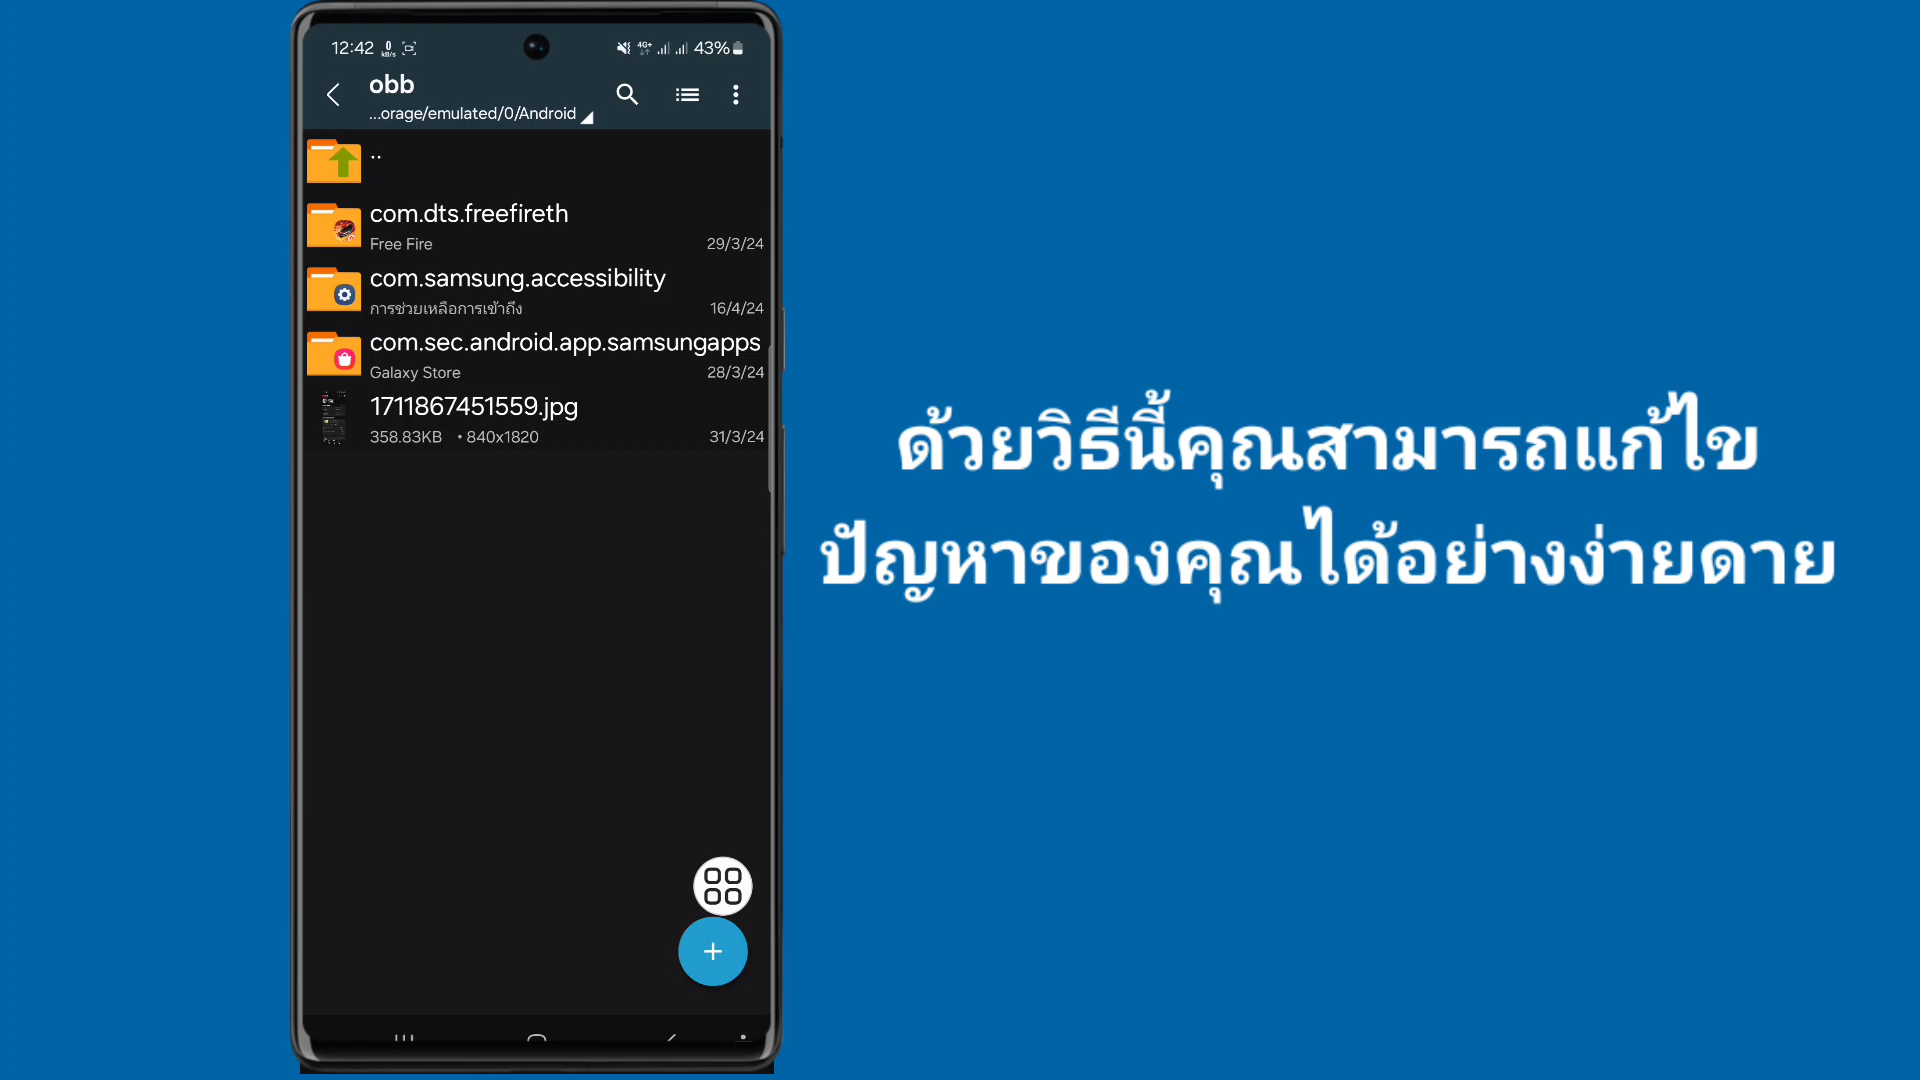 12:42 0 kB/s 4G+ 43%
obb
...orage/emulated/0/Android
..
com.dts.freefireth
Free Fire 29/3/24
com.samsung.accessibility
การช่วยเหลือการเข้าถึง 16/4/24
com.sec.android.app.samsungapps
Galaxy Store 28/3/24
1711867451559.jpg
358.83KB • 840x1820 31/3/24
ด้วยวิธีนี้คุณสามารถแก้ไข
ปัญหาของคุณได้อย่างง่ายดาย